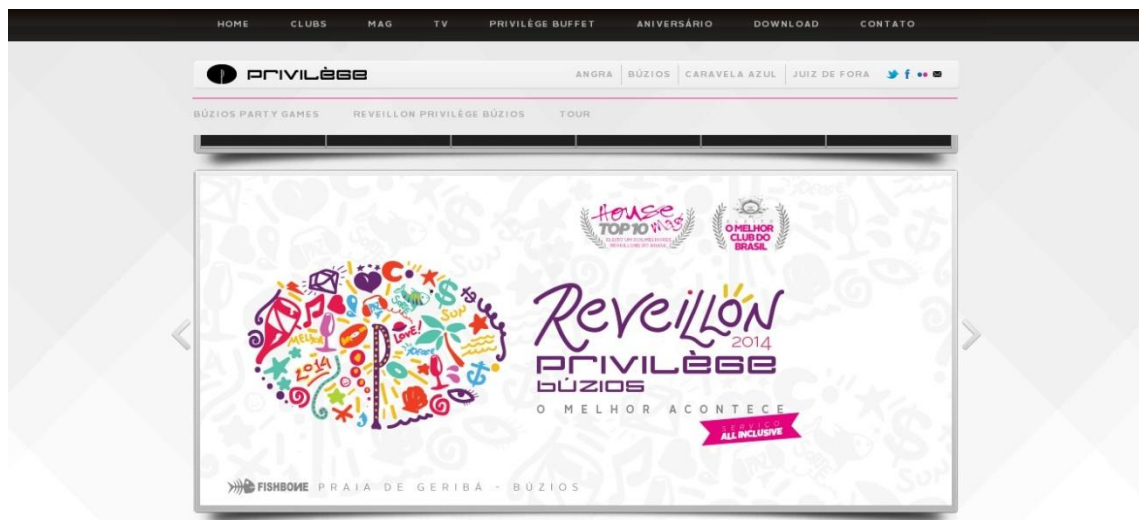 HOME CLUBS MAG TV PRIVILÈGE BUFFET ANIVERSÁRIO DOWNLOAD CONTATO
PRIVILÈGE ANGRA BÚZIOS CARAVELA AZUL JUIZ DE FORA
BÚZIOS PARTY GAMES REVEILLON PRIVILÈGE BÚZIOS TOUR
House
TOP 10 mag
O MELHOR
CLUB DO
BRASIL
Sun
Love!
2014
REVEILLÓN
2014
PRIVILÈGE
BÚZIOS
O MELHOR ACONTECE
SERVIÇO
ALL INCLUSIVE
FISHBONE PRAIA DE GERIBÁ - BÚZIOS